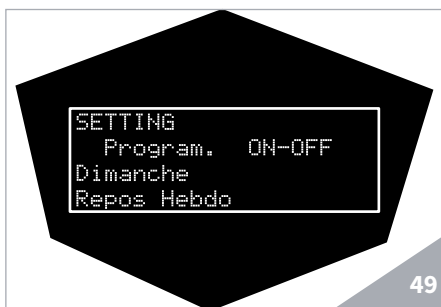 SETTING
Program. ON-OFF
Dimanche
Repos Hebdo
49